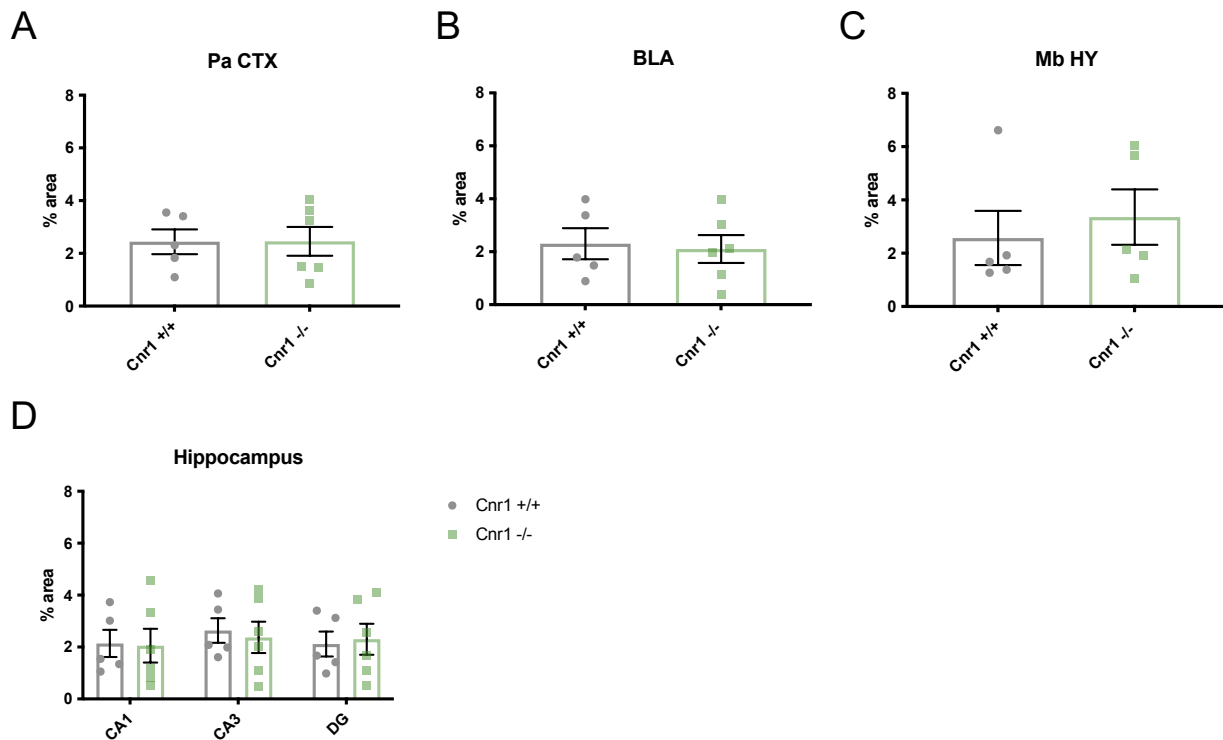 A
B
C
Pa CTX
BLA
Mb HY
8
6
4
2
0
% area
Cnr1 +/+
Cnr1 -/-
8
6
4
2
0
% area
Cnr1 +/+
Cnr1 -/-
8
6
4
2
0
% area
Cnr1 +/+
Cnr1 -/-
D
Hippocampus
8
6
4
2
0
% area
CA1
CA3
DG
Cnr1 +/+
Cnr1 -/-